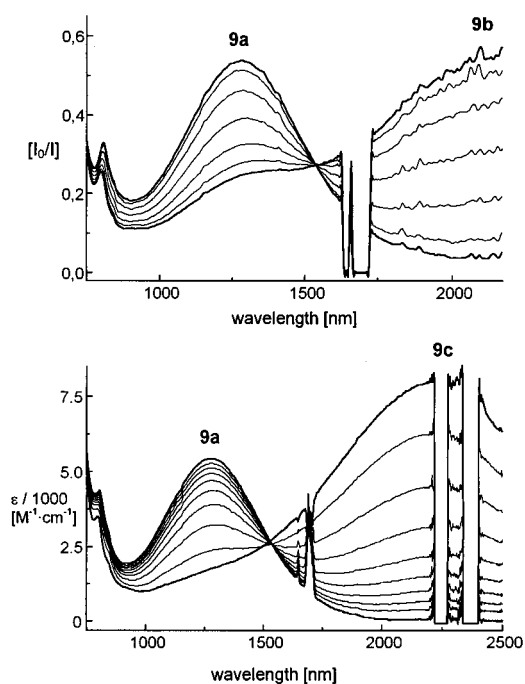 9a
9b
0,6
0,4
[I₀/I]
0,2
0,0
1000
1500
2000
wavelength [nm]
9c
9a
7.5
5.0
ε / 1000
[M⁻¹·cm⁻¹]
2.5
0
1000
1500
2000
2500
wavelength [nm]